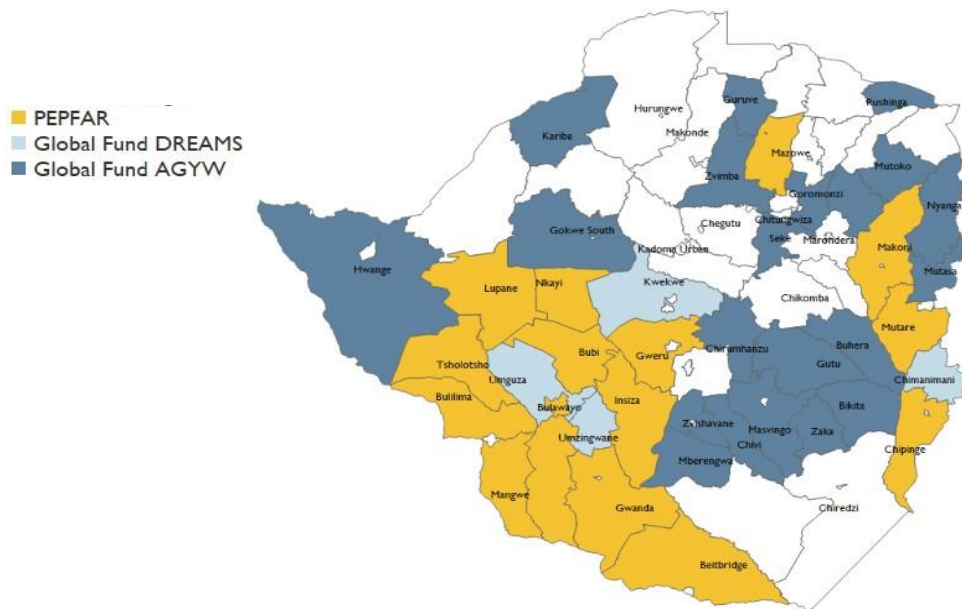 PEPFAR
Global Fund DREAMS
Global Fund AGYW
Guruve
Rushinga
Hurungwe
Kariba
Makonde
Mazowe
Mutoko
Zvimba
Goromonzi
Nyanga
Chegutu
Chitungwiza
Gokwe South
Seke
Marondera
Kadoma Urban
Makoni
Hwange
Mutasa
Kwekwe
Nkayi
Lupane
Chikomba
Mutare
Buhera
Chirumhanzu
Bubi
Gweru
Gutu
Tsholotsho
Umguza
Chimanimani
Bulilima
Insiza
Bikita
Bulawayo
Zvishavane
Masvingo
Zaka
Umzingwane
Chivi
Chipinge
Mberengwa
Mangwe
Gwanda
Chiredzi
Beitbridge